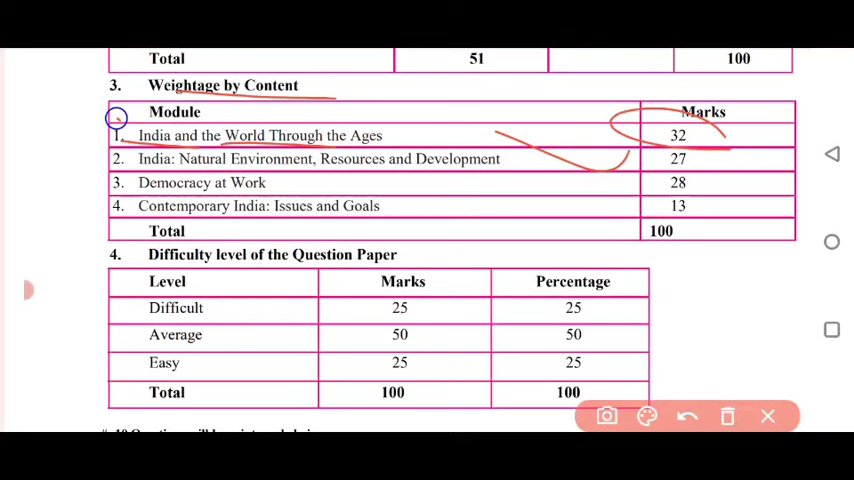 Total 51 100
3. Weightage by Content
Module Marks
1. India and the World Through the Ages 32
2. India: Natural Environment, Resources and Development 27
3. Democracy at Work 28
4. Contemporary India: Issues and Goals 13
Total 100
4. Difficulty level of the Question Paper
Level Marks Percentage
Difficult 25 25
Average 50 50
Easy 25 25
Total 100 100